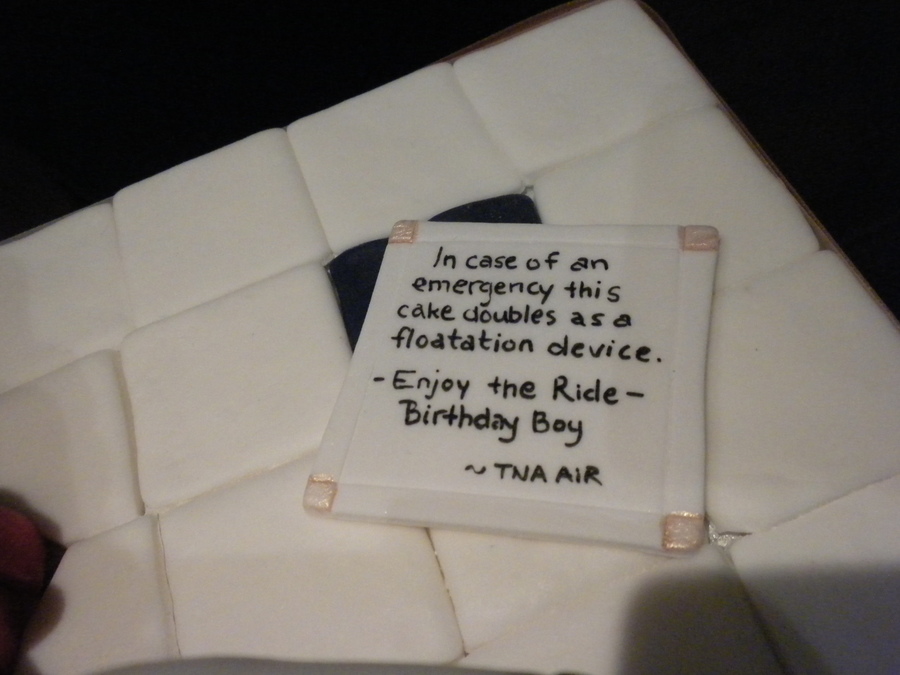 In case of an
emergency this
cake doubles as a
floatation device.
- Enjoy the Ride -
Birthday Boy
~ TNA AiR